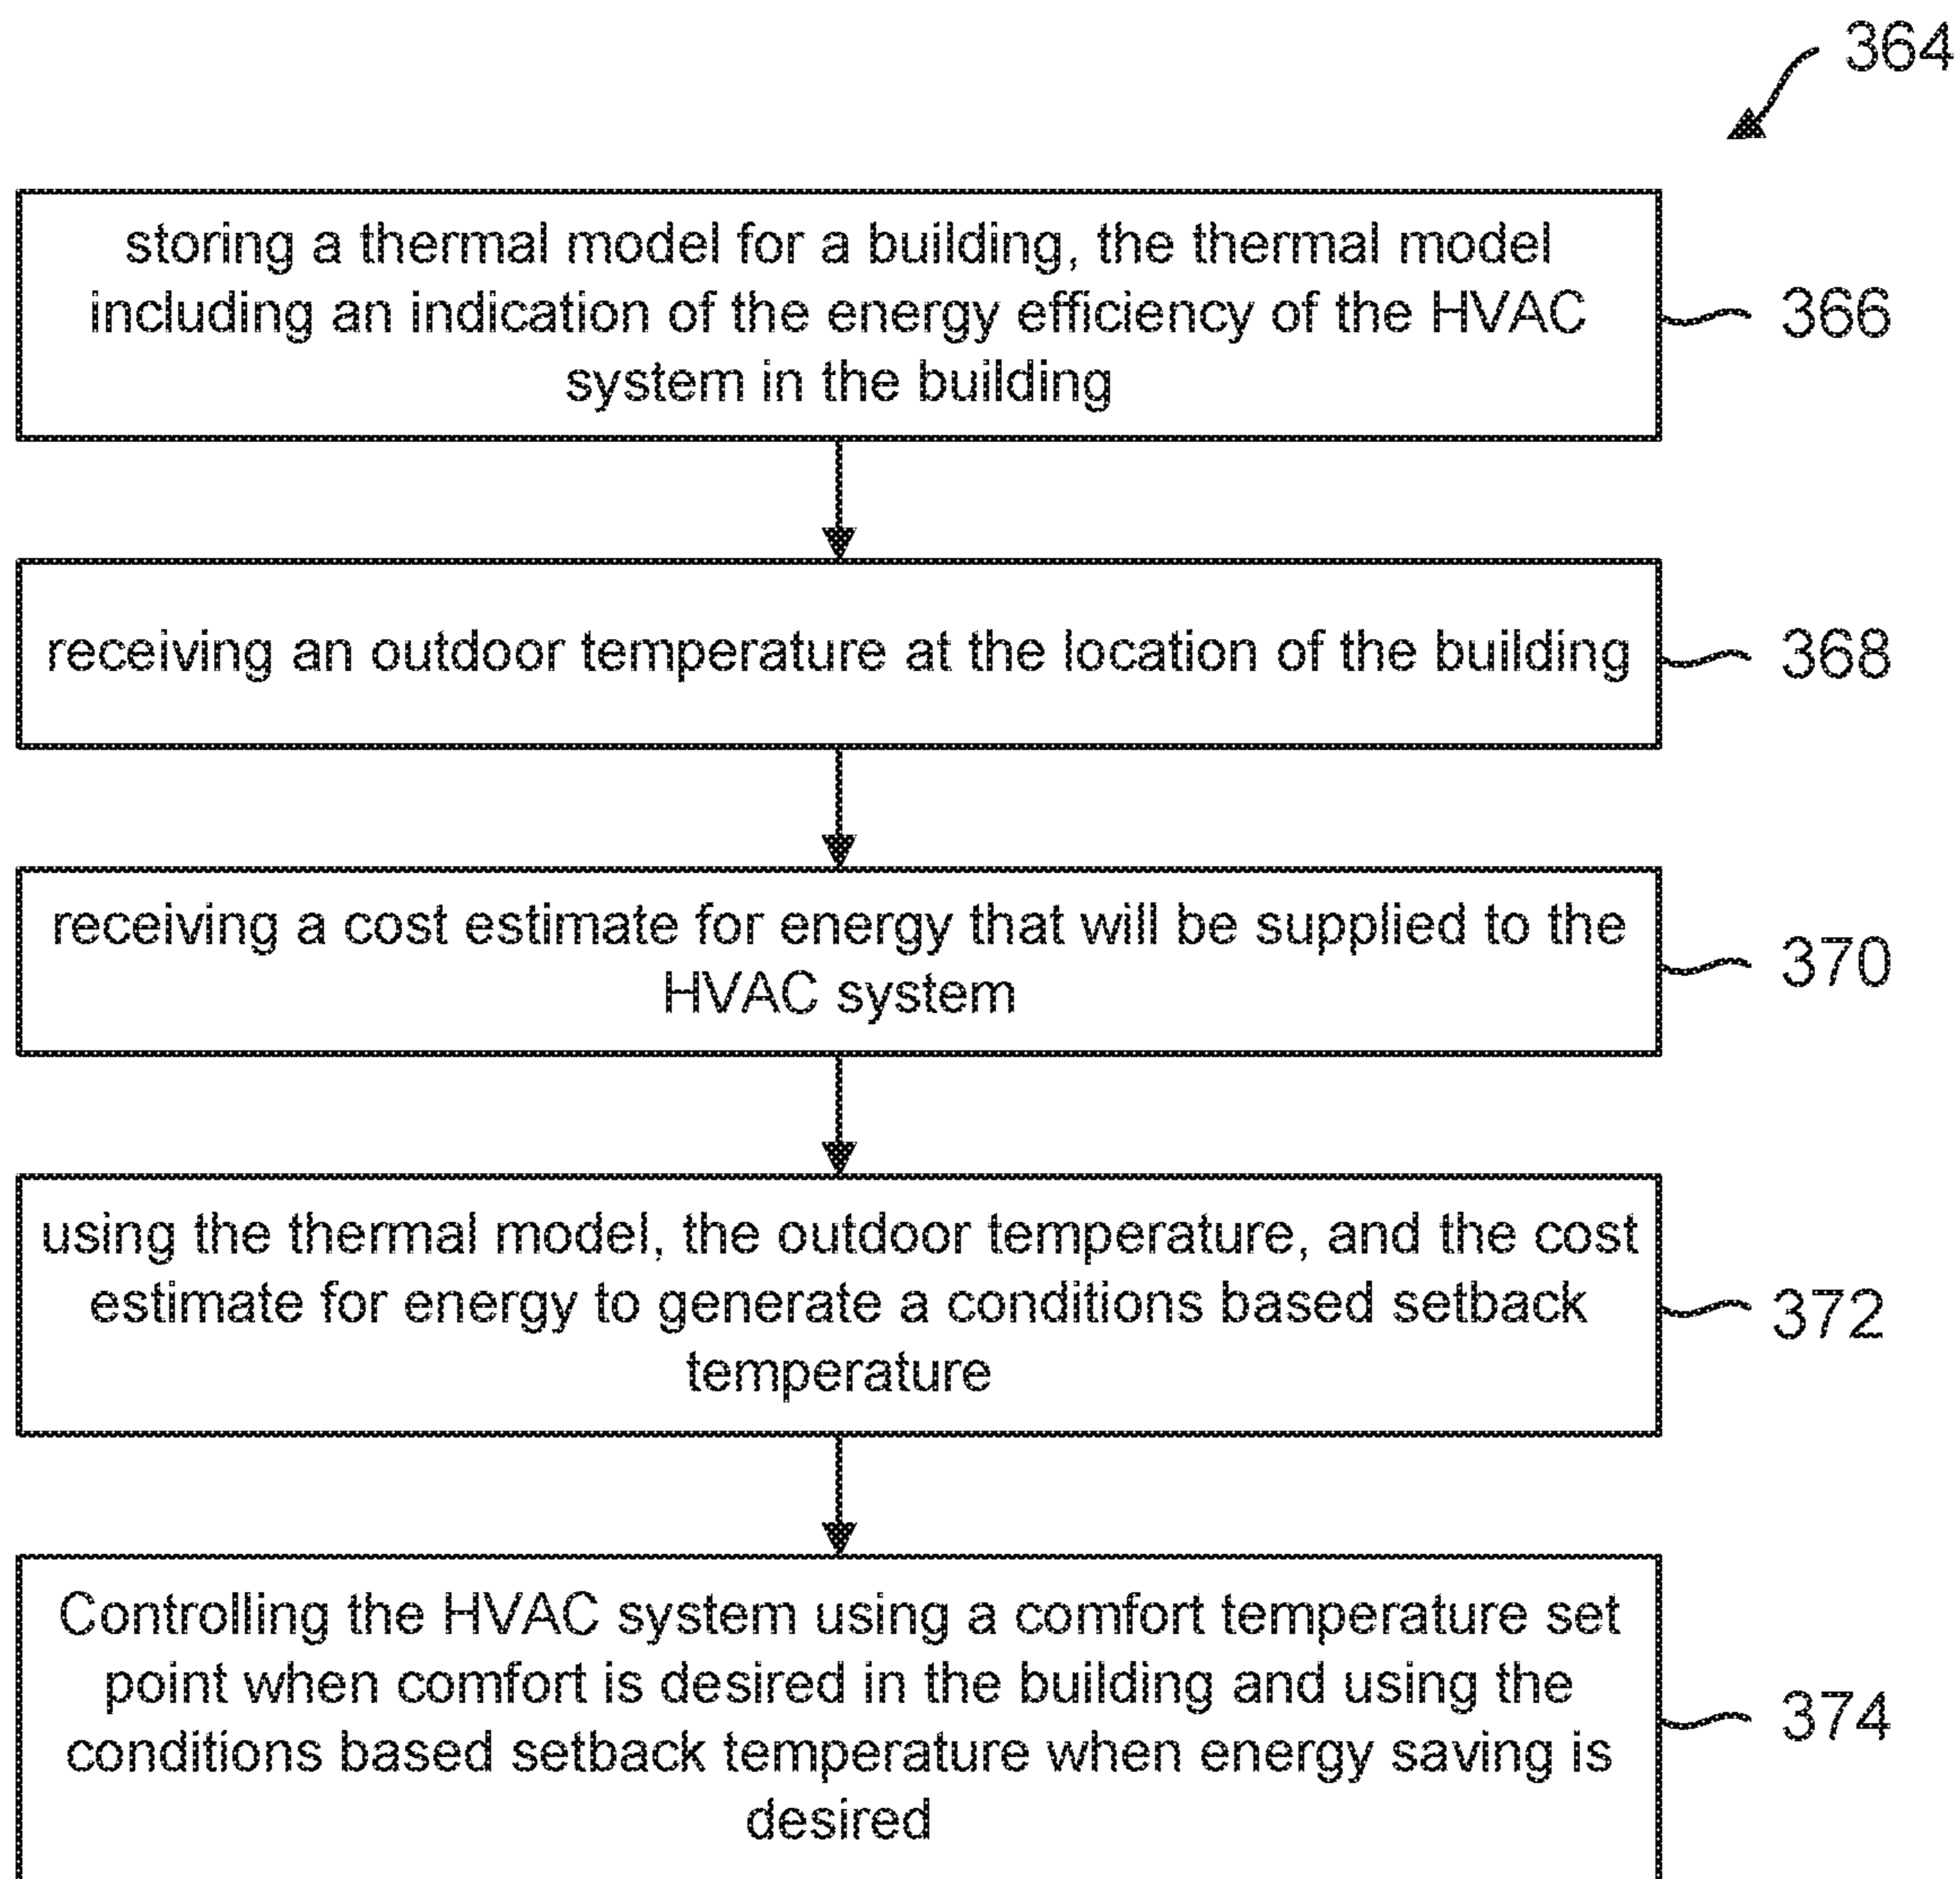 364
storing a thermal model for a building, the thermal model
including an indication of the energy efficiency of the HVAC
system in the building
366
receiving an outdoor temperature at the location of the building
368
receiving a cost estimate for energy that will be supplied to the
HVAC system
370
using the thermal model, the outdoor temperature, and the cost
estimate for energy to generate a conditions based setback
temperature
372
Controlling the HVAC system using a comfort temperature set
point when comfort is desired in the building and using the
conditions based setback temperature when energy saving is
desired
374